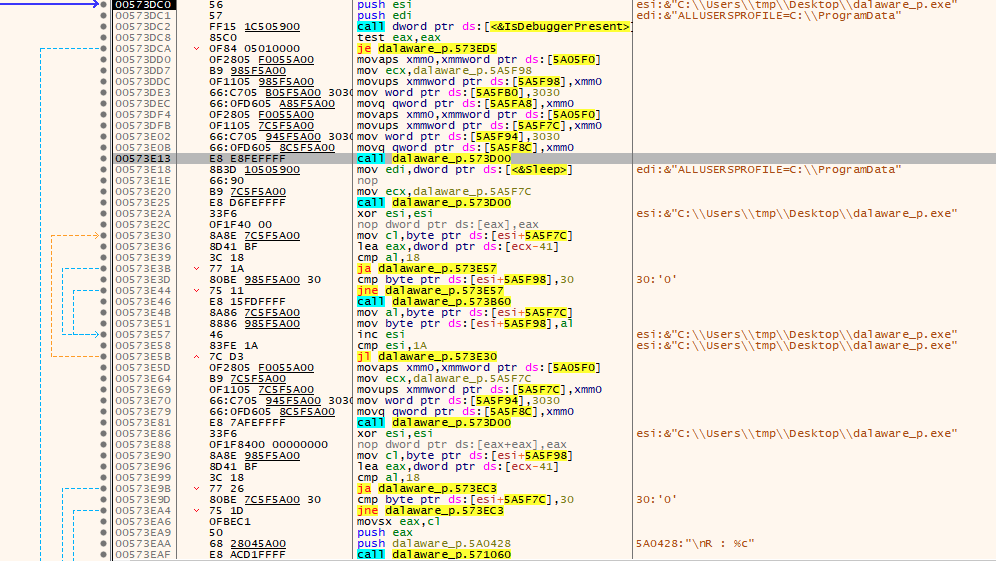 00573DC0 56 push esi esi:&"C:\\Users\\tmp\\Desktop\\dalaware_p.exe"
00573DC1 57 push edi edi:&"ALLUSERSPROFILE=C:\\ProgramData"
00573DC2 FF15 1C505900 call dword ptr ds:[<&IsDebuggerPresent>]
00573DC8 85C0 test eax,eax
00573DCA 0F84 05010000 je dalaware_p.573ED5
00573DD0 0F2805 F0055A00 movaps xmm0,xmmword ptr ds:[5A05F0]
00573DD7 B9 985F5A00 mov ecx,dalaware_p.5A5F98
00573DDC 0F1105 985F5A00 movups xmmword ptr ds:[5A5F98],xmm0
00573DE3 66:C705 B05F5A00 3030 mov word ptr ds:[5A5FB0],3030
00573DEC 66:0FD605 A85F5A00 movq qword ptr ds:[5A5FA8],xmm0
00573DF4 0F2805 F0055A00 movaps xmm0,xmmword ptr ds:[5A05F0]
00573DFB 0F1105 7C5F5A00 movups xmmword ptr ds:[5A5F7C],xmm0
00573E02 66:C705 945F5A00 3030 mov word ptr ds:[5A5F94],3030
00573E0B 66:0FD605 8C5F5A00 movq qword ptr ds:[5A5F8C],xmm0
00573E13 E8 E8FEFFFF call dalaware_p.573D00
00573E18 8B3D 10505900 mov edi,dword ptr ds:[<&Sleep>] edi:&"ALLUSERSPROFILE=C:\\ProgramData"
00573E1E 66:90 nop
00573E20 B9 7C5F5A00 mov ecx,dalaware_p.5A5F7C
00573E25 E8 D6FEFFFF call dalaware_p.573D00
00573E2A 33F6 xor esi,esi esi:&"C:\\Users\\tmp\\Desktop\\dalaware_p.exe"
00573E2C 0F1F40 00 nop dword ptr ds:[eax],eax
00573E30 8A8E 7C5F5A00 mov cl,byte ptr ds:[esi+5A5F7C]
00573E36 8D41 BF lea eax,dword ptr ds:[ecx-41]
00573E39 3C 18 cmp al,18
00573E3B 77 1A ja dalaware_p.573E57
00573E3D 80BE 985F5A00 30 cmp byte ptr ds:[esi+5A5F98],30 30:'0'
00573E44 75 11 jne dalaware_p.573E57
00573E46 E8 15FDFFFF call dalaware_p.573B60
00573E4B 8A86 7C5F5A00 mov al,byte ptr ds:[esi+5A5F7C]
00573E51 8886 985F5A00 mov byte ptr ds:[esi+5A5F98],al
00573E57 46 inc esi esi:&"C:\\Users\\tmp\\Desktop\\dalaware_p.exe"
00573E58 83FE 1A cmp esi,1A esi:&"C:\\Users\\tmp\\Desktop\\dalaware_p.exe"
00573E5B 7C D3 jl dalaware_p.573E30
00573E5D 0F2805 F0055A00 movaps xmm0,xmmword ptr ds:[5A05F0]
00573E64 B9 7C5F5A00 mov ecx,dalaware_p.5A5F7C
00573E69 0F1105 7C5F5A00 movups xmmword ptr ds:[5A5F7C],xmm0
00573E70 66:C705 945F5A00 3030 mov word ptr ds:[5A5F94],3030
00573E79 66:0FD605 8C5F5A00 movq qword ptr ds:[5A5F8C],xmm0
00573E81 E8 7AFEFFFF call dalaware_p.573D00
00573E86 33F6 xor esi,esi esi:&"C:\\Users\\tmp\\Desktop\\dalaware_p.exe"
00573E88 0F1F8400 00000000 nop dword ptr ds:[eax+eax],eax
00573E90 8A8E 985F5A00 mov cl,byte ptr ds:[esi+5A5F98]
00573E96 8D41 BF lea eax,dword ptr ds:[ecx-41]
00573E99 3C 18 cmp al,18
00573E9B 77 26 ja dalaware_p.573EC3
00573E9D 80BE 7C5F5A00 30 cmp byte ptr ds:[esi+5A5F7C],30 30:'0'
00573EA4 75 1D jne dalaware_p.573EC3
00573EA6 0FBEC1 movsx eax,cl
00573EA9 50 push eax
00573EAA 68 28045A00 push dalaware_p.5A0428 5A0428:"\nR : %c"
00573EAF E8 ACD1FFFF call dalaware_p.571060